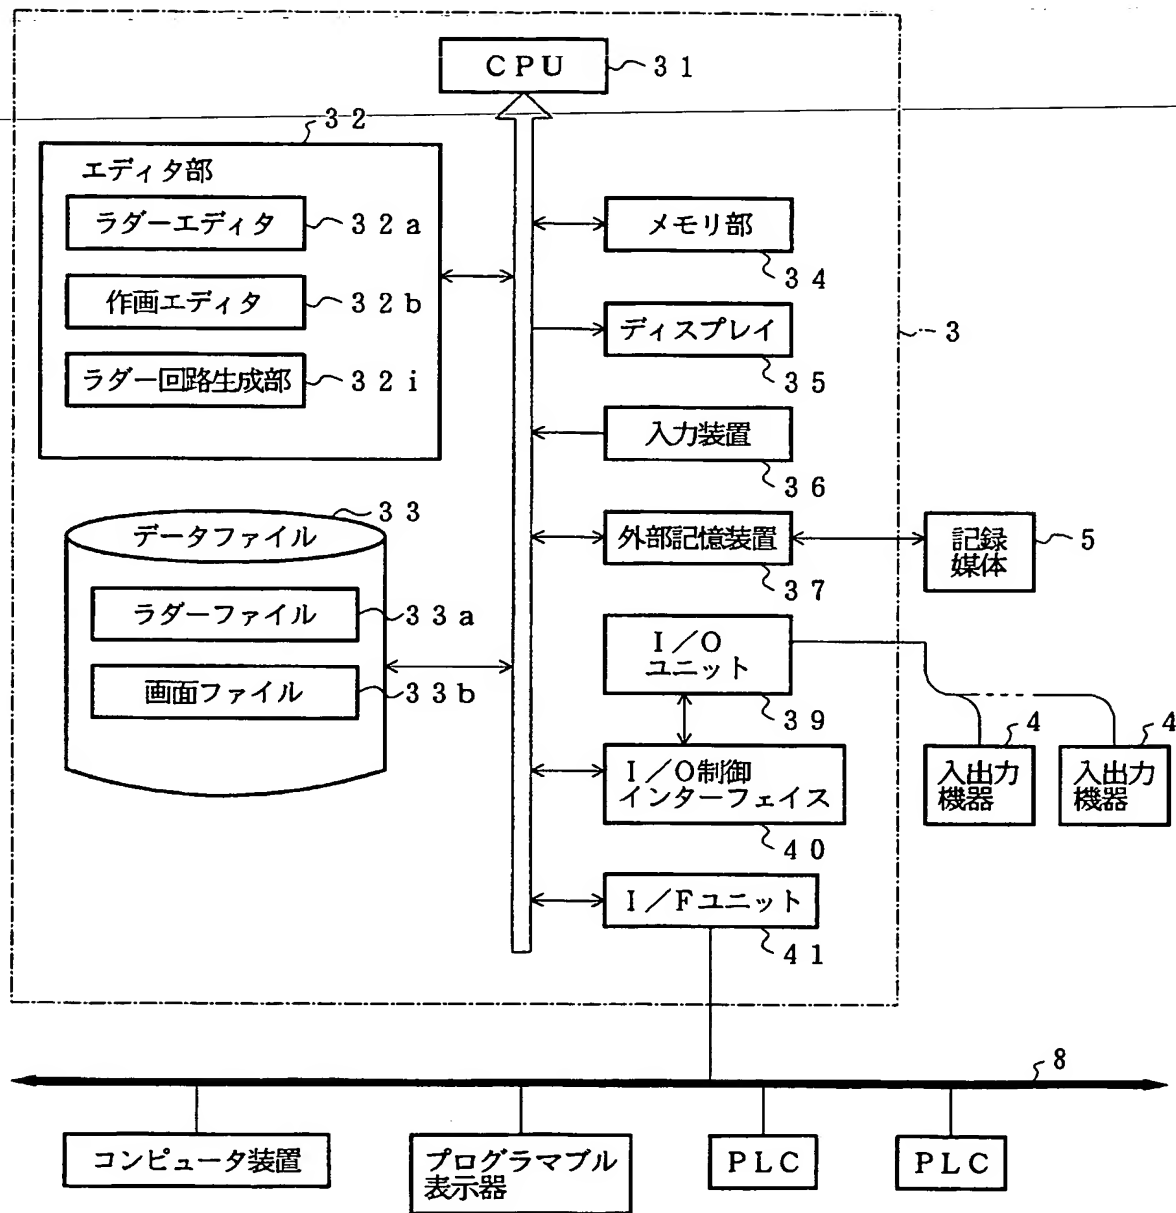 CPU
31
32
エディタ部
ラダーエディタ
32a
作画エディタ
32b
ラダー回路生成部
32i
メモリ部
34
ディスプレイ
35
3
入力装置
36
33
データファイル
ラダーファイル
33a
画面ファイル
33b
外部記憶装置
37
記録
媒体
5
I/O
ユニット
39
I/O制御
インターフェイス
40
4
入出力
機器
4
入出力
機器
I/Fユニット
41
8
コンピュータ装置
プログラマブル
表示器
PLC
PLC